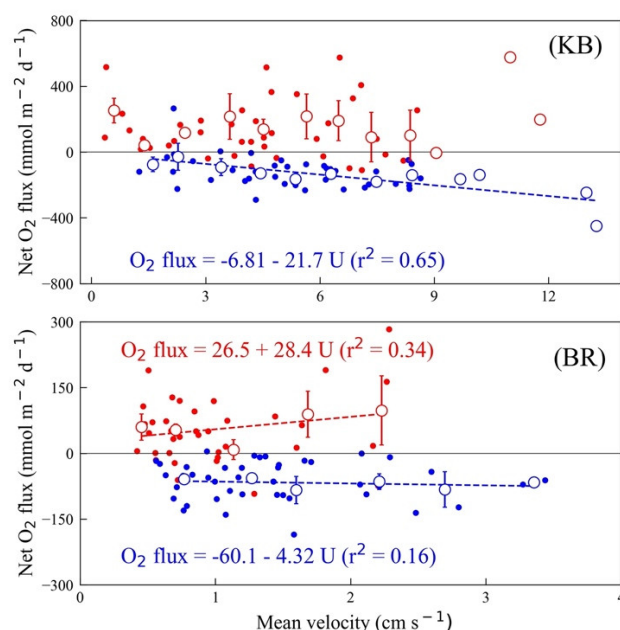 (KB)
Net O₂ flux (mmol m⁻² d⁻¹)
800
400
0
−400
−800
O₂ flux = -6.81 - 21.7 U (r² = 0.65)
0 3 6 9 12
(BR)
Net O₂ flux (mmol m⁻² d⁻¹)
300
150
0
−150
−300
O₂ flux = 26.5 + 28.4 U (r² = 0.34)
O₂ flux = -60.1 - 4.32 U (r² = 0.16)
0 1 2 3 4
Mean velocity (cm s⁻¹)